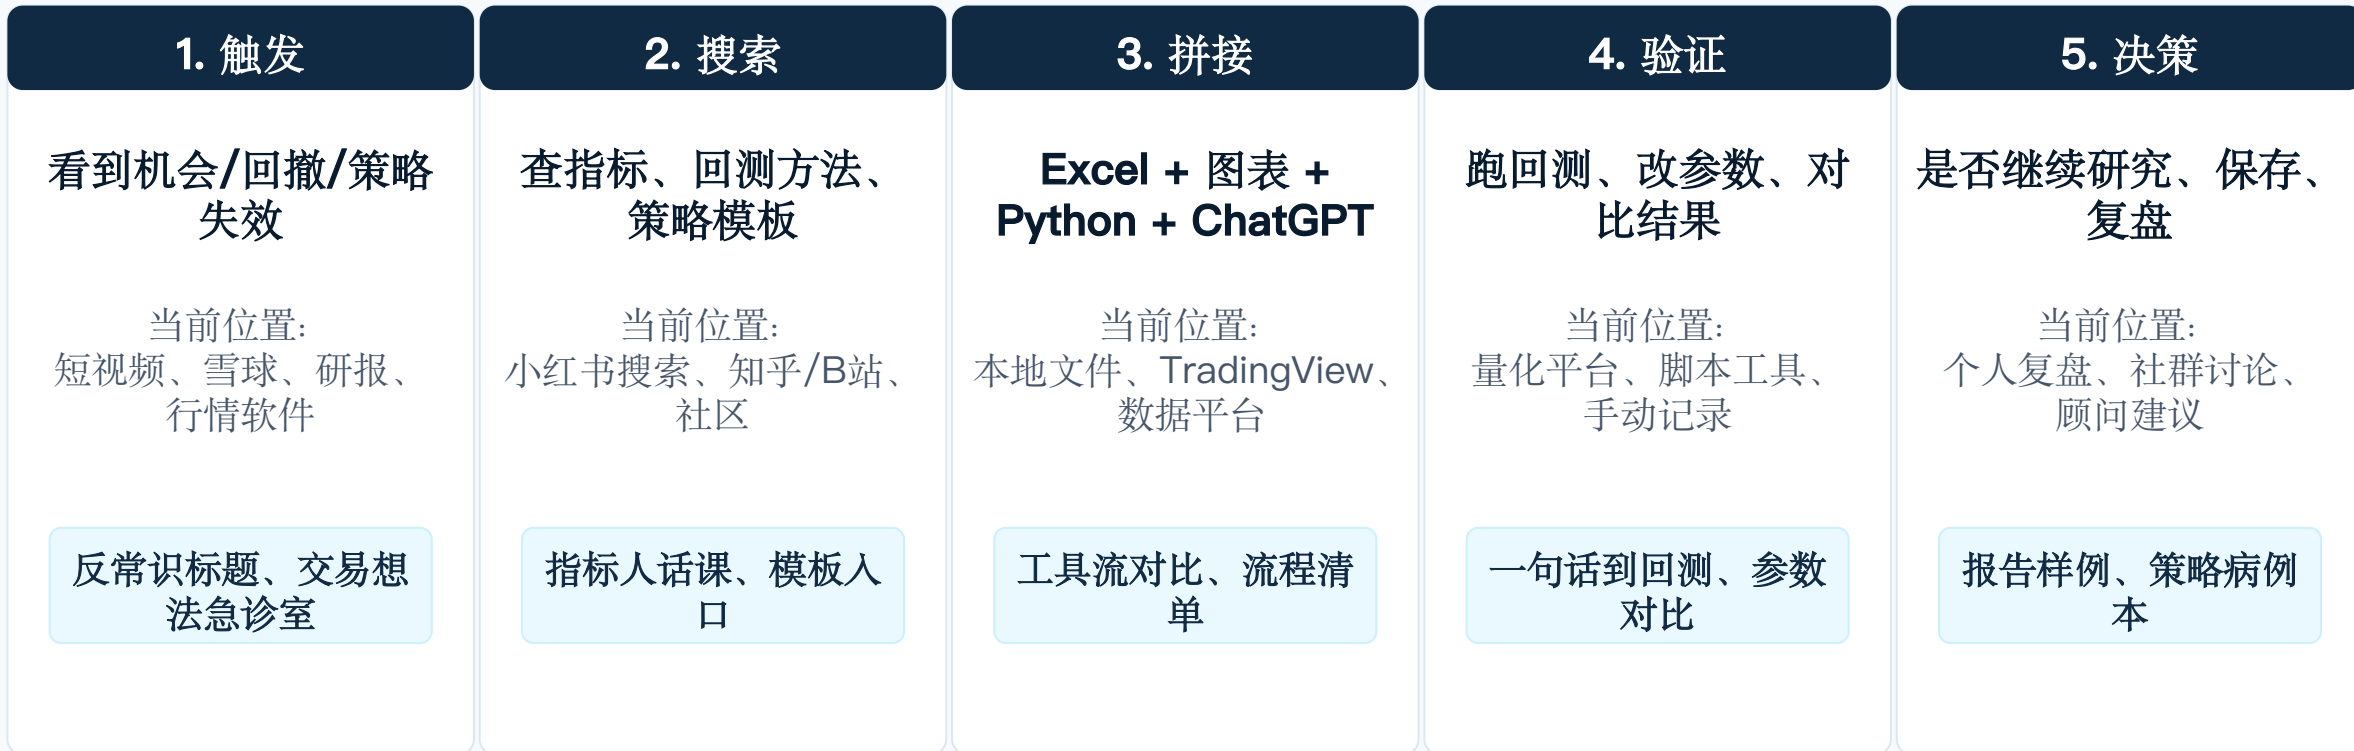 1. 触发
看到机会/回撤/策略
失效
当前位置:
短视频、雪球、研报、
行情软件
反常识标题、交易想
法急诊室
2. 搜索
查指标、回测方法、
策略模板
当前位置:
小红书搜索、知乎/B站、
社区
指标人话课、模板入
口
3. 拼接
Excel + 图表 +
Python + ChatGPT
当前位置:
本地文件、TradingView、
数据平台
工具流对比、流程清
单
4. 验证
跑回测、改参数、对
比结果
当前位置:
量化平台、脚本工具、
手动记录
一句话到回测、参数
对比
5. 决策
是否继续研究、保存、
复盘
当前位置:
个人复盘、社群讨论、
顾问建议
报告样例、策略病例
本